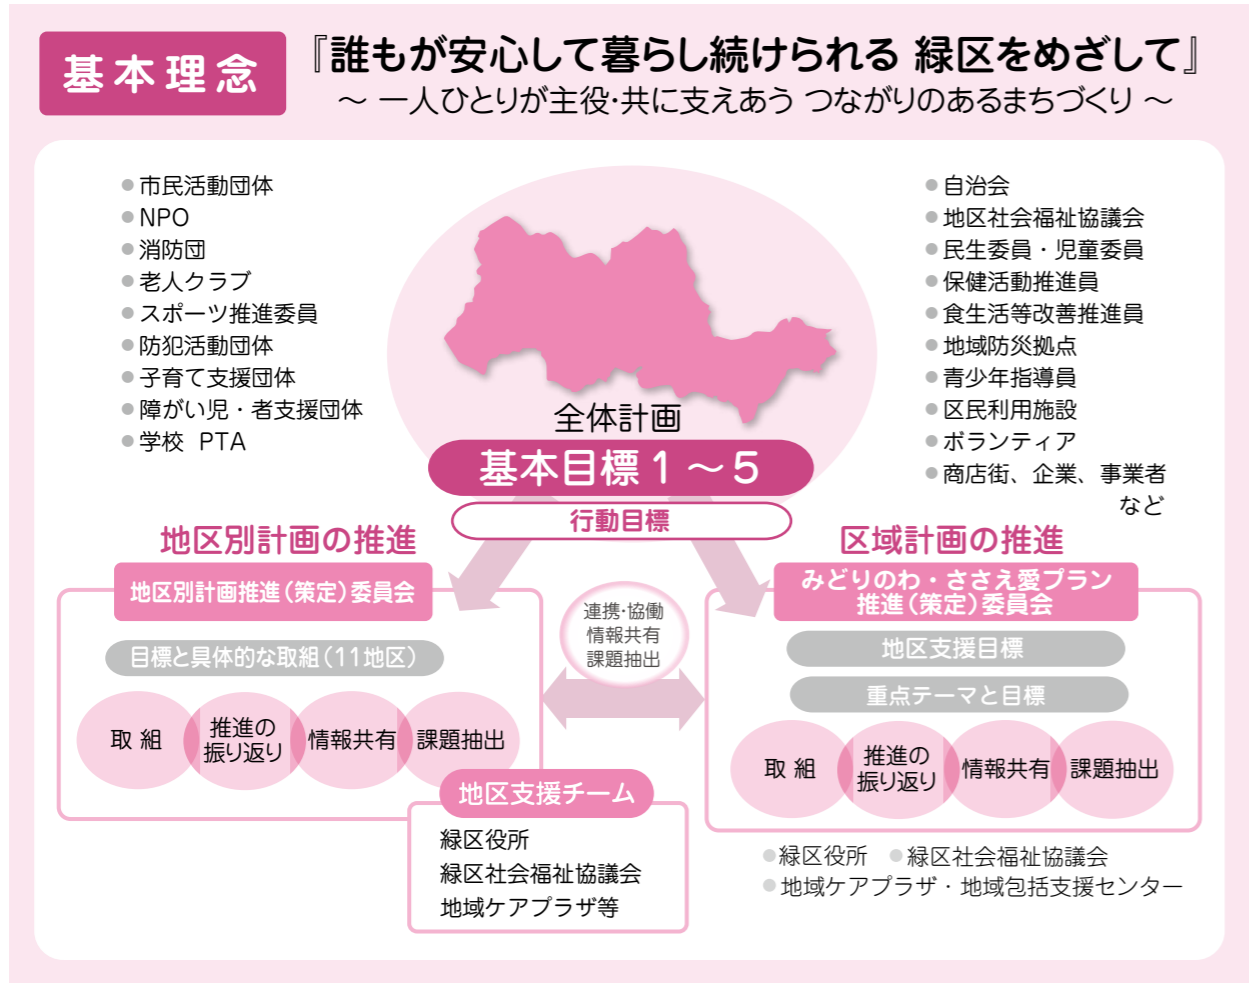 基本理念
『誰もが安心して暮らし続けられる 緑区をめざして』
～ 一人ひとりが主役・共に支えあう つながりのあるまちづくり ～
●市民活動団体
●NPO
●消防団
●老人クラブ
●スポーツ推進委員
●防犯活動団体
●子育て支援団体
●障がい児・者支援団体
●学校 PTA
●自治会
●地区社会福祉協議会
●民生委員・児童委員
●保健活動推進員
●食生活等改善推進員
●地域防災拠点
●青少年指導員
●区民利用施設
●ボランティア
●商店街、企業、事業者
など
全体計画
基本目標１～５
行動目標
地区別計画の推進
地区別計画推進（策定）委員会
目標と具体的な取組（11地区）
取 組
推進の
振り返り
情報共有
課題抽出
地区支援チーム
緑区役所
緑区社会福祉協議会
地域ケアプラザ等
連携・協働
情報共有
課題抽出
区域計画の推進
みどりのわ・ささえ愛プラン
推進（策定）委員会
地区支援目標
重点テーマと目標
取 組
推進の
振り返り
情報共有
課題抽出
●緑区役所 ●緑区社会福祉協議会
●地域ケアプラザ・地域包括支援センター